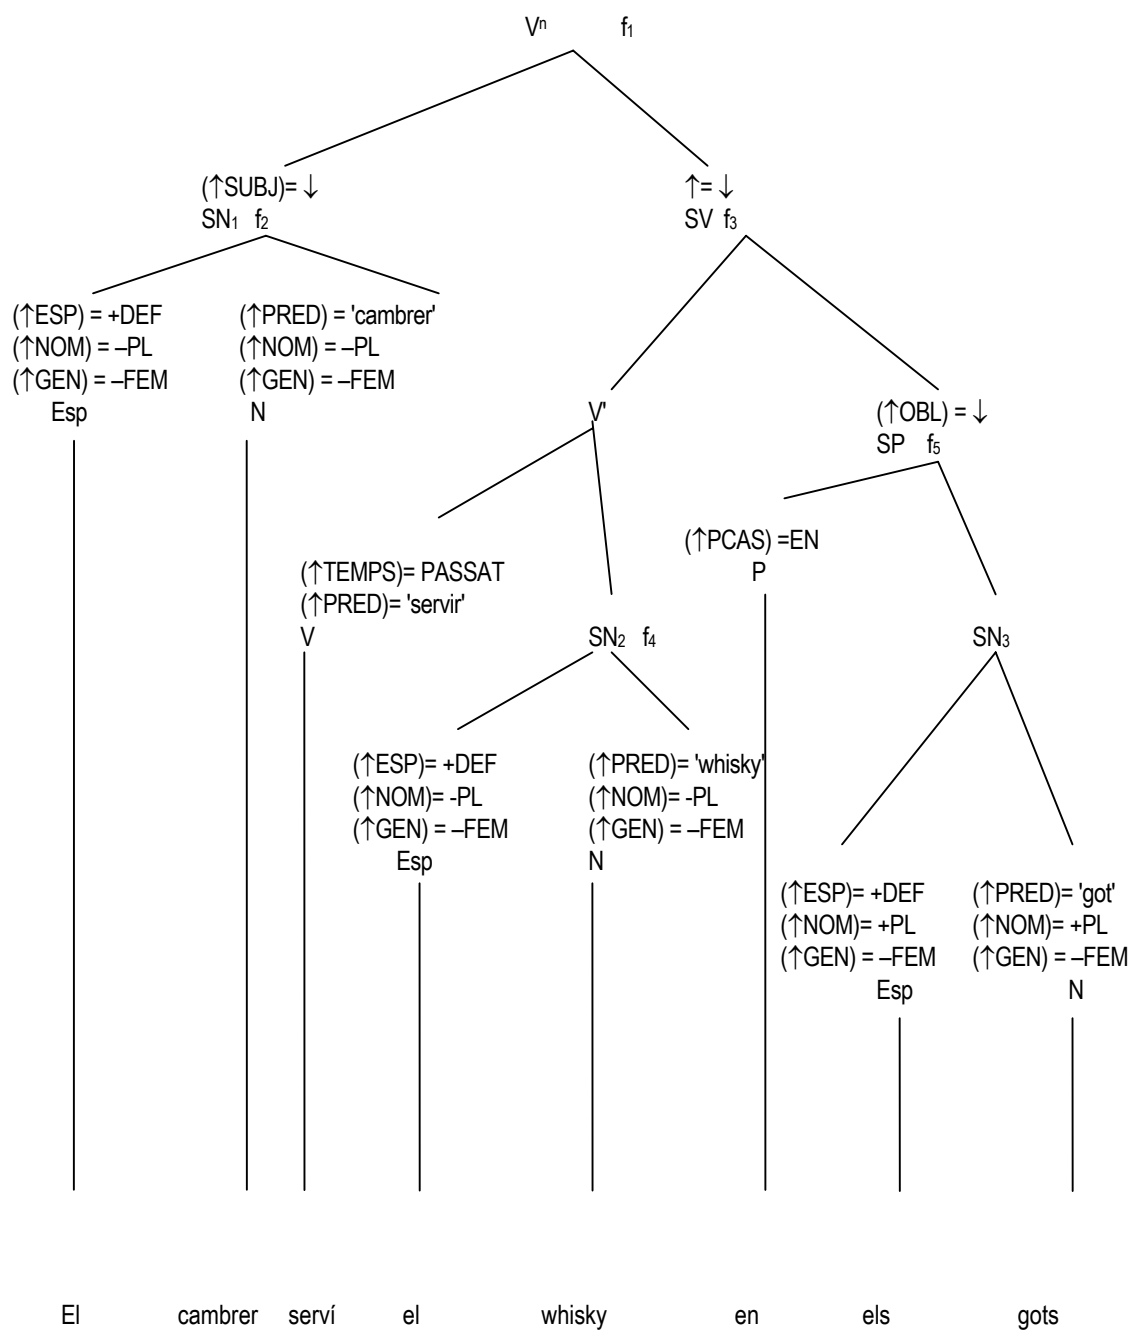 Vⁿ f₁
(↑SUBJ)= ↓ ↑= ↓
SN₁ f₂ SV f₃
(↑ESP) = +DEF (↑PRED) = 'cambrer'
(↑NOM) = –PL (↑NOM) = –PL
(↑GEN) = –FEM (↑GEN) = –FEM
Esp N V' (↑OBL) = ↓
SP f₅
(↑PCAS) =EN
(↑TEMPS)= PASSAT P
(↑PRED)= 'servir'
V SN₂ f₄ SN₃
(↑ESP)= +DEF (↑PRED)= 'whisky'
(↑NOM)= -PL (↑NOM)= -PL
(↑GEN) = –FEM (↑GEN) = –FEM
Esp N
(↑ESP)= +DEF (↑PRED)= 'got'
(↑NOM)= +PL (↑NOM)= +PL
(↑GEN) = –FEM (↑GEN) = –FEM
Esp N
El cambrer serví el whisky en els gots